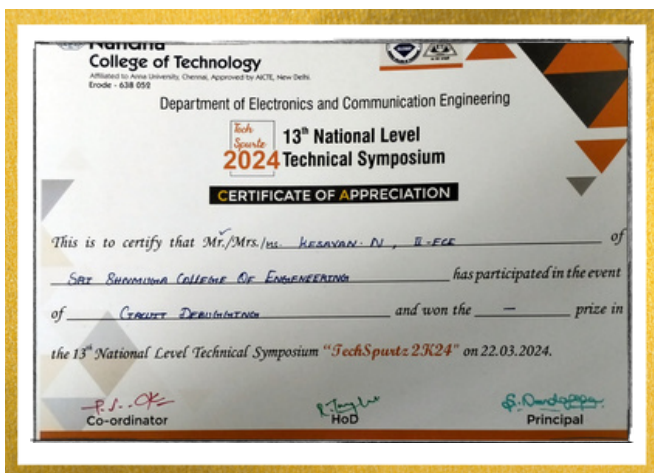 Nandha
College of Technology
Affiliated to Anna University, Chennai, Approved by AICTE, New Delhi.
Erode - 638 052
Department of Electronics and Communication Engineering
Tech
Spurtz
2024
13th National Level
Technical Symposium
CERTIFICATE OF APPRECIATION
This is to certify that Mr./Mrs./Ms. KESAVAN. N , II-ECE of
SRI SHANMUGA COLLEGE OF ENGINEERING has participated in the event
of CIRCUIT DEBUGGING and won the — prize in
the 13th National Level Technical Symposium "TechSpurtz 2K24" on 22.03.2024.
Co-ordinator
HoD
Principal